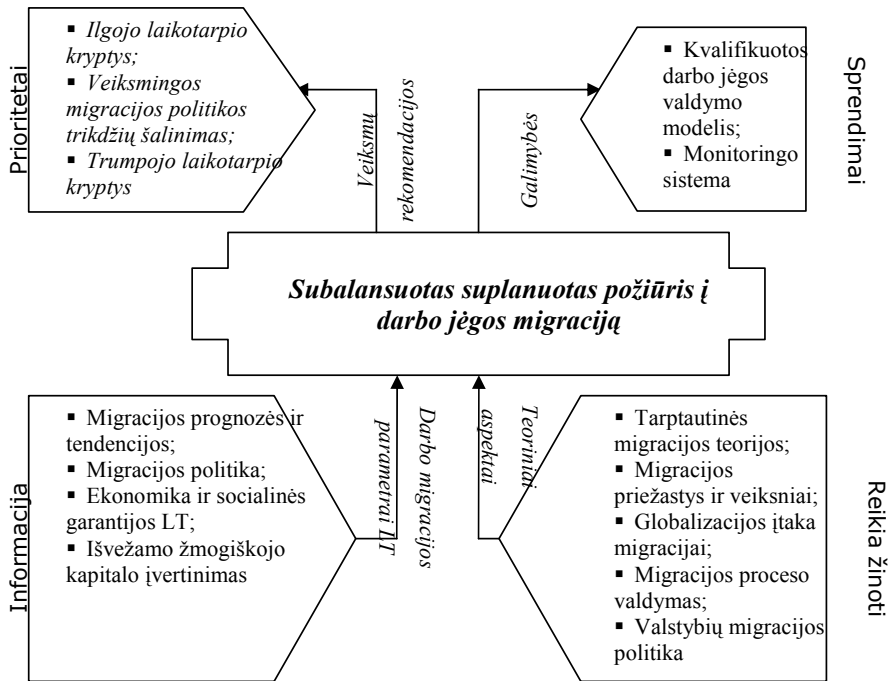 Prioritetai
▪ Ilgojo laikotarpio
kryptys;
▪ Veiksmingos
migracijos politikos
trikdžių šalinimas;
▪ Trumpojo laikotarpio
kryptys
Veiksmų
rekomendacijos
Galimybės
▪ Kvalifikuotos
darbo jėgos
valdymo
modelis;
▪ Monitoringo
sistema
Sprendimai
Subalansuotas suplanuotas požiūris į
darbo jėgos migraciją
Informacija
▪ Migracijos prognozės ir
tendencijos;
▪ Migracijos politika;
▪ Ekonomika ir socialinės
garantijos LT;
▪ Išvežamo žmogiškojo
kapitalo įvertinimas
Darbo migracijos
parametrai LT
Teoriniai
aspektai
▪ Tarptautinės
migracijos teorijos;
▪ Migracijos
priežastys ir veiksniai;
▪ Globalizacijos įtaka
migracijai;
▪ Migracijos proceso
valdymas;
▪ Valstybių migracijos
politika
Reikia žinoti